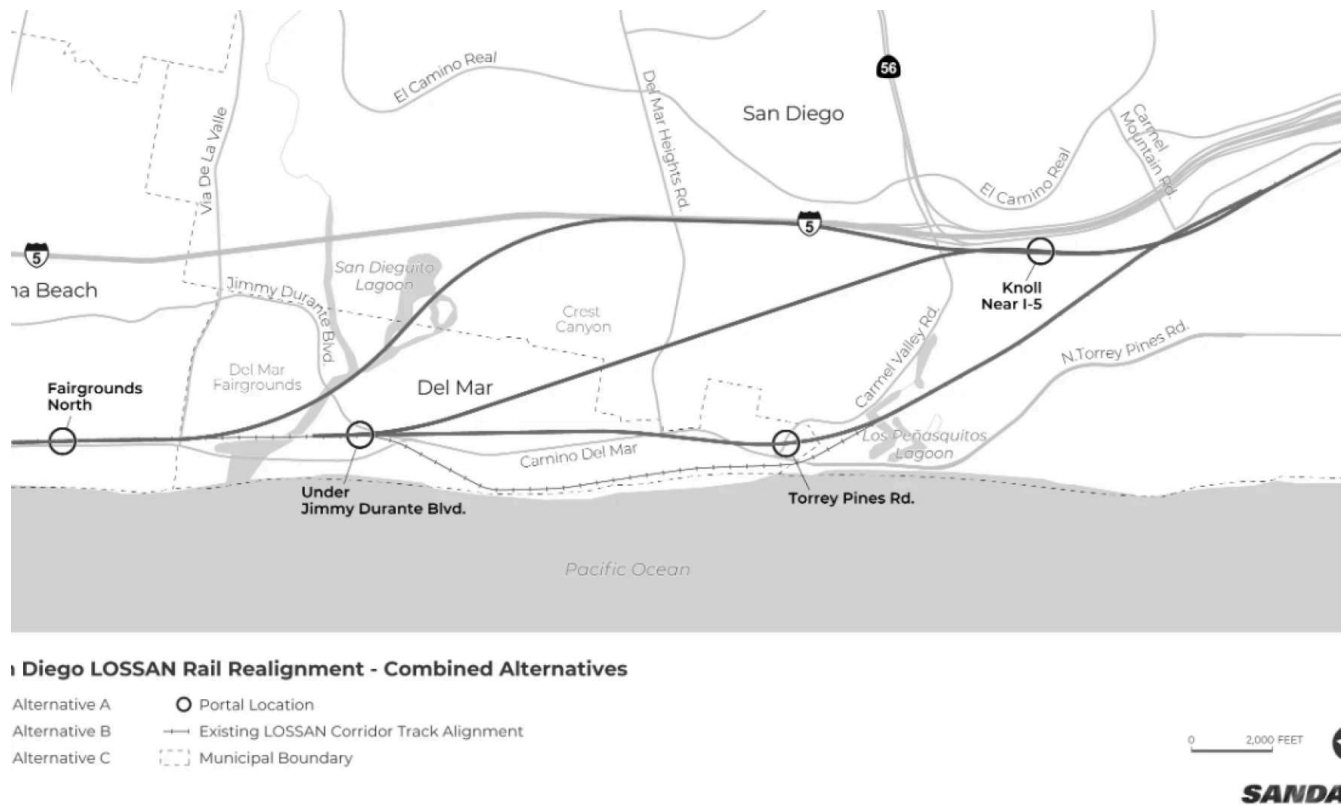 56
El Camino Real
Del Mar Heights Rd.
San Diego
Carmel
Mountain Rd.
Via De La Valle
El Camino Real
5
5
San Dieguito
Lagoon
na Beach
Jimmy Durante Blvd.
Knoll
Near I-5
Crest
Canyon
Carmel Valley Rd.
N.Torrey Pines Rd.
Del Mar
Fairgrounds
Del Mar
Fairgrounds
North
Los Peñasquitos
Lagoon
Camino Del Mar
Under
Jimmy Durante Blvd.
Torrey Pines Rd.
Pacific Ocean
n Diego LOSSAN Rail Realignment - Combined Alternatives
Alternative A
Portal Location
Alternative B
Existing LOSSAN Corridor Track Alignment
Alternative C
Municipal Boundary
0 2,000 FEET
SANDA